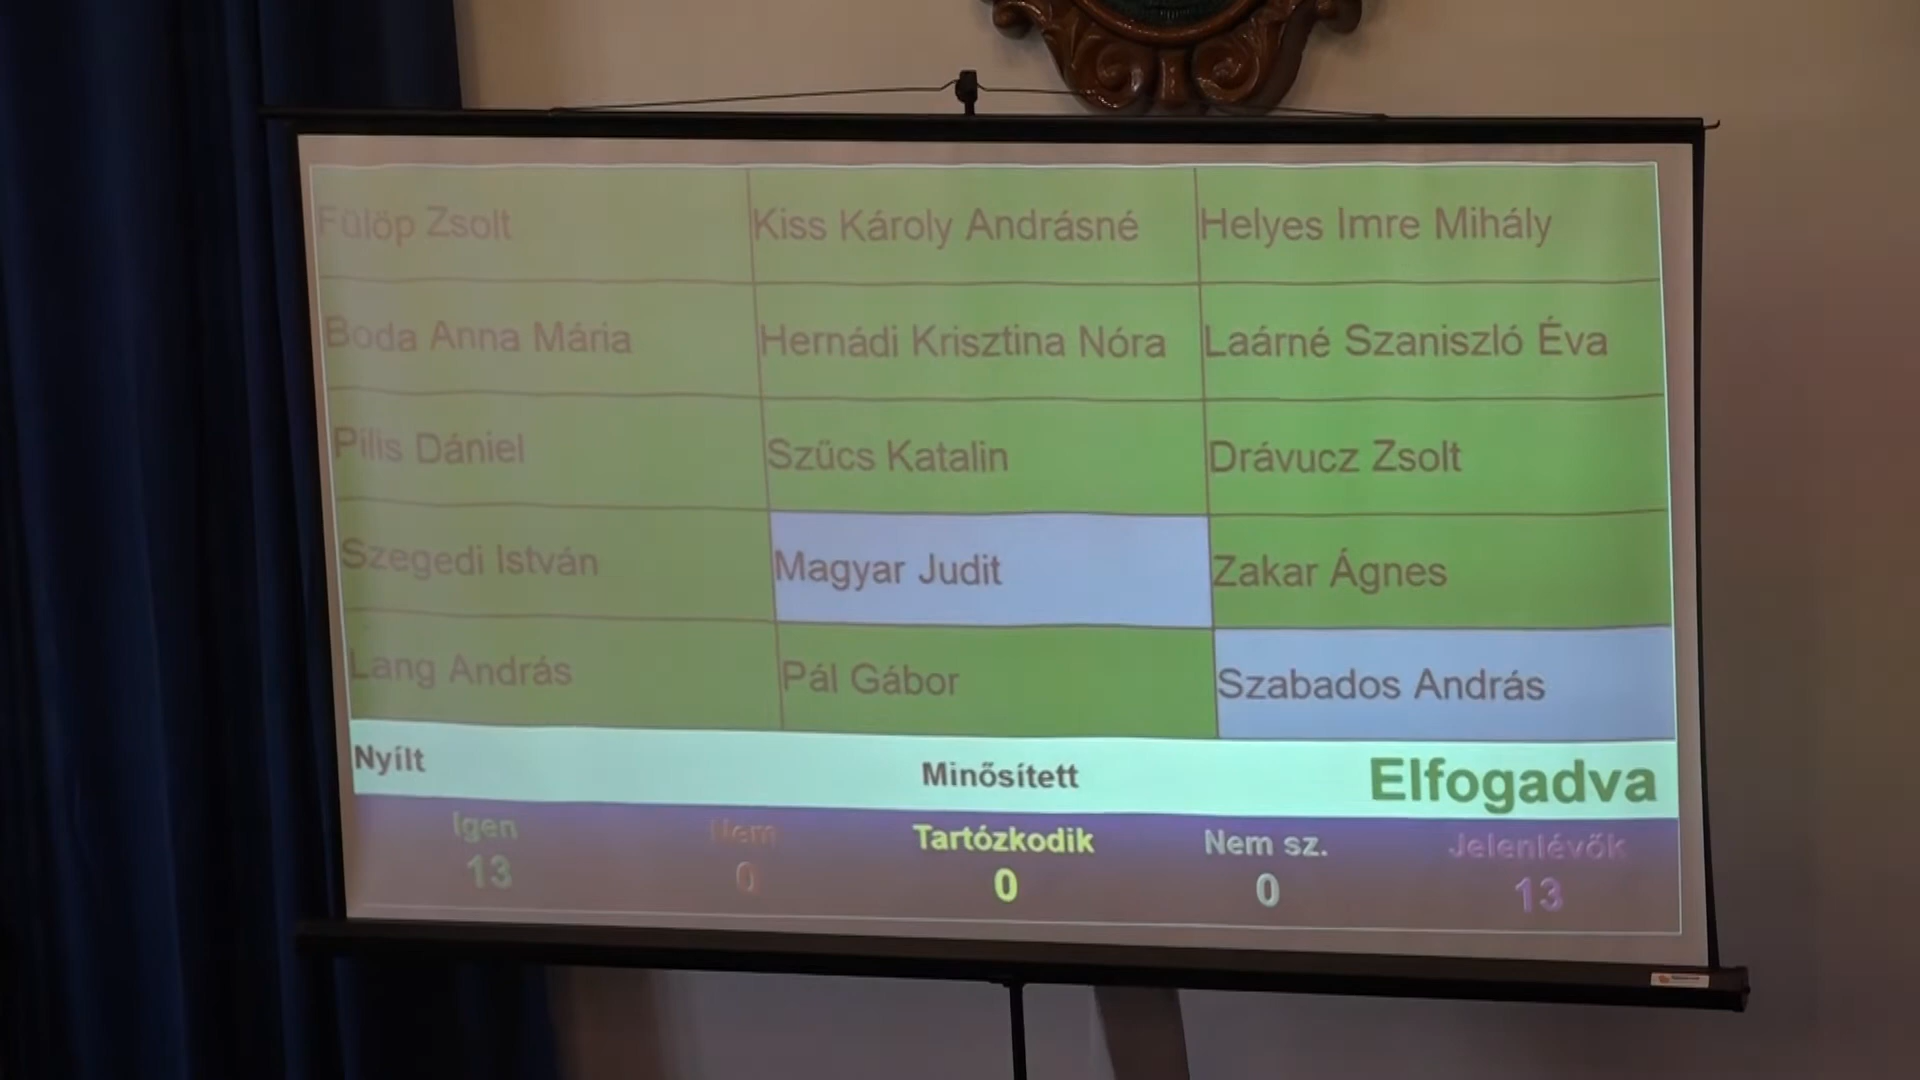 Fülöp Zsolt Kiss Károly Andrásné Helyes Imre Mihály
Boda Anna Mária Hernádi Krisztina Nóra Laárné Szaniszló Éva
Pilis Dániel Szűcs Katalin Drávucz Zsolt
Szegedi István Magyar Judit Zakar Ágnes
Lang András Pál Gábor Szabados András
Nyílt Minősített Elfogadva
Igen Nem Tartózkodik Nem sz. Jelenlévők
13 0 0 0 13